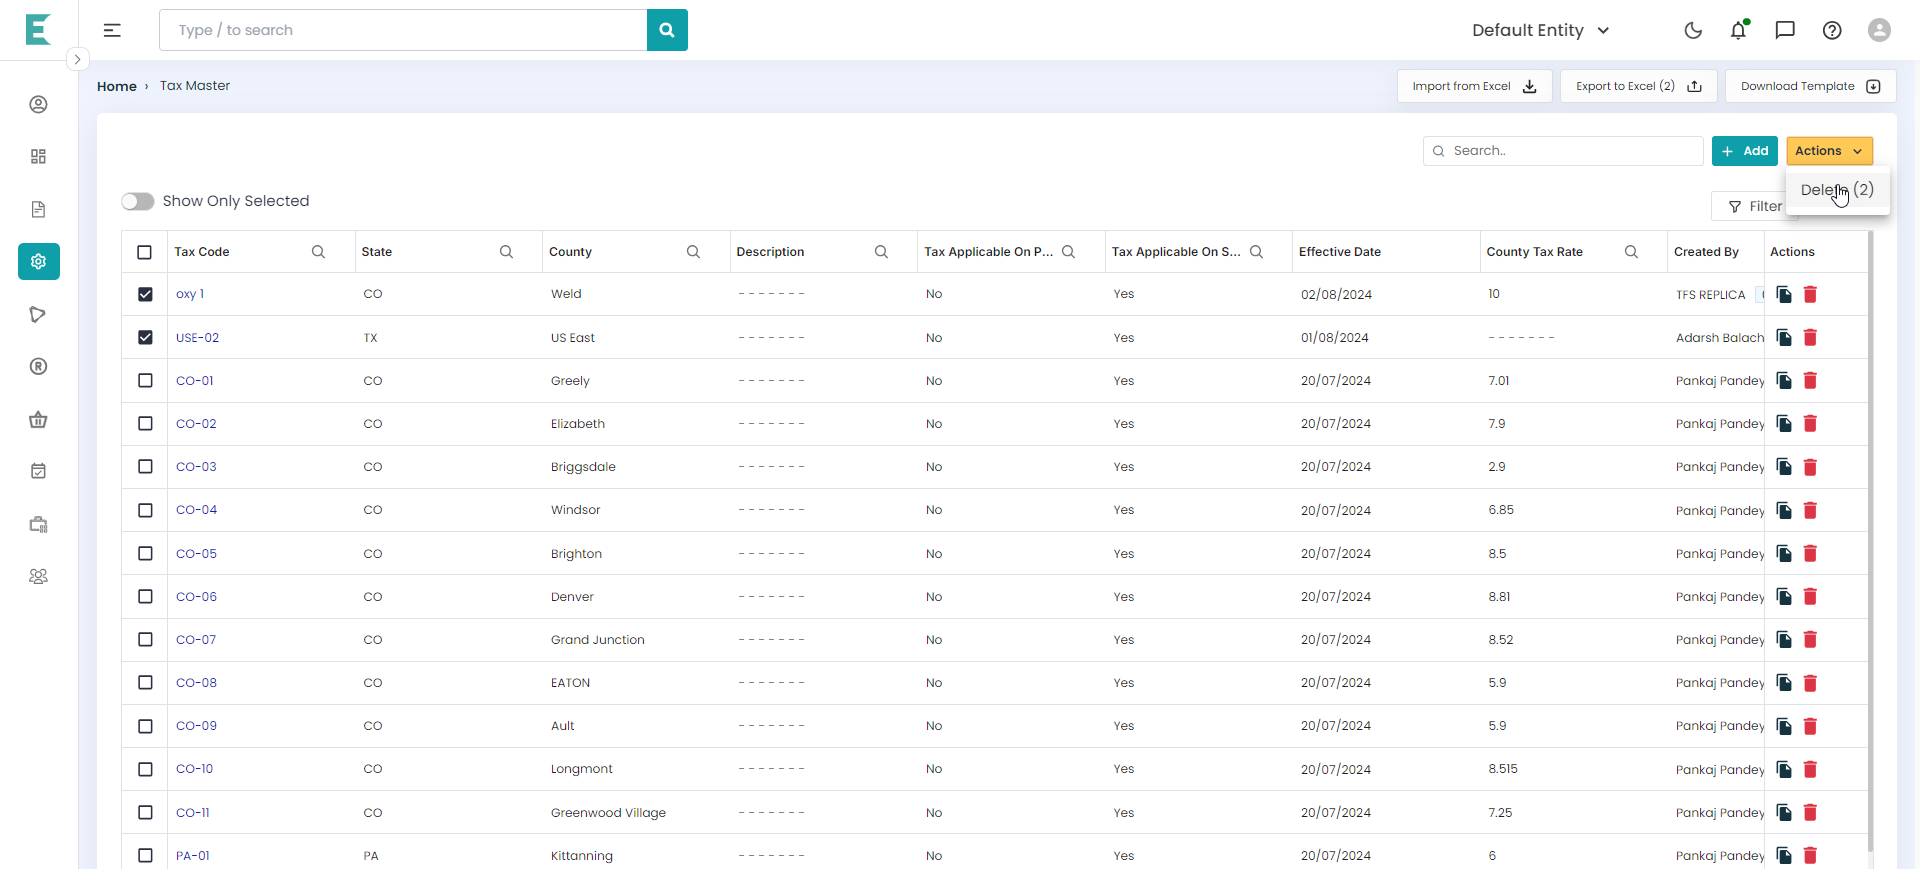 Type / to search
Default Entity
Home › Tax Master
Import from Excel
Export to Excel (2)
Download Template
Search..
+ Add
Actions
(2)
Show Only Selected
Filter
Tax Code State County Description Tax Applicable On P... Tax Applicable On S... Effective Date County Tax Rate Created By Actions
oxy 1 CO Weld ------- No Yes 02/08/2024 10 TFS REPLICA
USE-02 TX US East ------- No Yes 01/08/2024 ------- Adarsh Balach
CO-01 CO Greely ------- No Yes 20/07/2024 7.01 Pankaj Pandey
CO-02 CO Elizabeth ------- No Yes 20/07/2024 7.9 Pankaj Pandey
CO-03 CO Briggsdale ------- No Yes 20/07/2024 2.9 Pankaj Pandey
CO-04 CO Windsor ------- No Yes 20/07/2024 6.85 Pankaj Pandey
CO-05 CO Brighton ------- No Yes 20/07/2024 8.5 Pankaj Pandey
CO-06 CO Denver ------- No Yes 20/07/2024 8.81 Pankaj Pandey
CO-07 CO Grand Junction ------- No Yes 20/07/2024 8.52 Pankaj Pandey
CO-08 CO EATON ------- No Yes 20/07/2024 5.9 Pankaj Pandey
CO-09 CO Ault ------- No Yes 20/07/2024 5.9 Pankaj Pandey
CO-10 CO Longmont ------- No Yes 20/07/2024 8.515 Pankaj Pandey
CO-11 CO Greenwood Village ------- No Yes 20/07/2024 7.25 Pankaj Pandey
PA-01 PA Kittanning ------- No Yes 20/07/2024 6 Pankaj Pandey